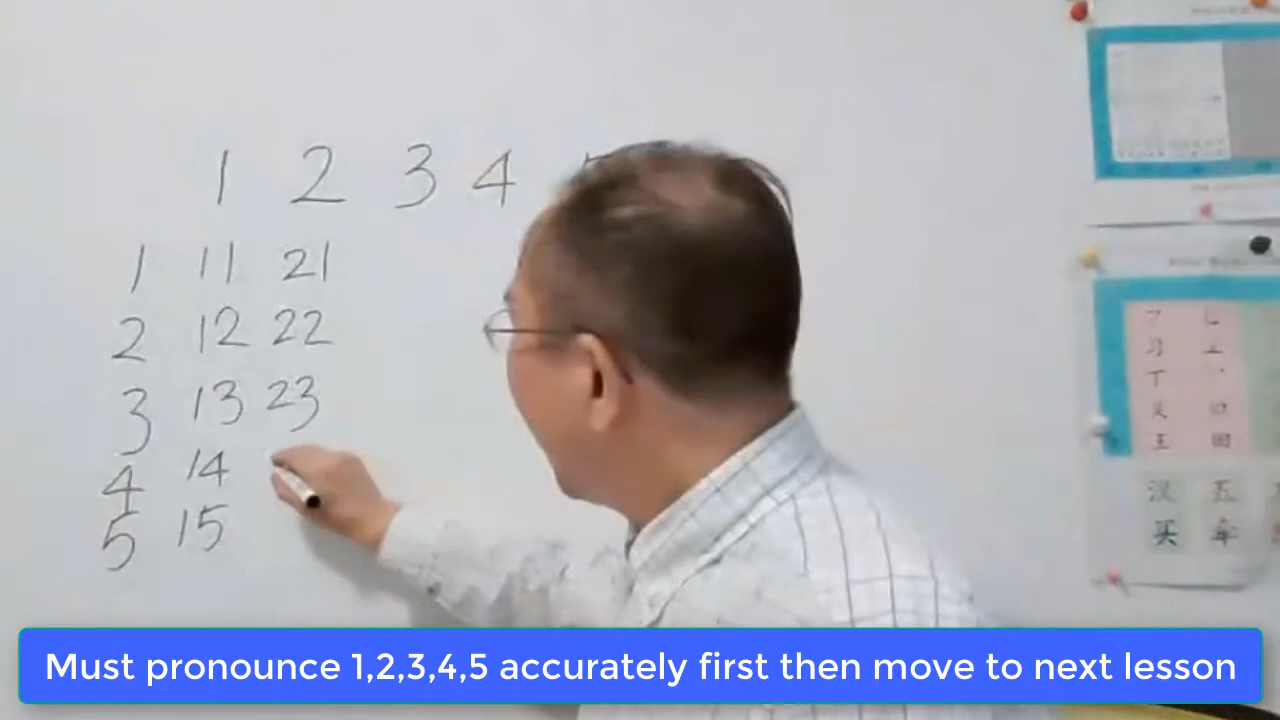 1 2 3 4
1 11 21
2 12 22
3 13 23
4 14
5 15
汉 五
买 车
Must pronounce 1,2,3,4,5 accurately first then move to next lesson